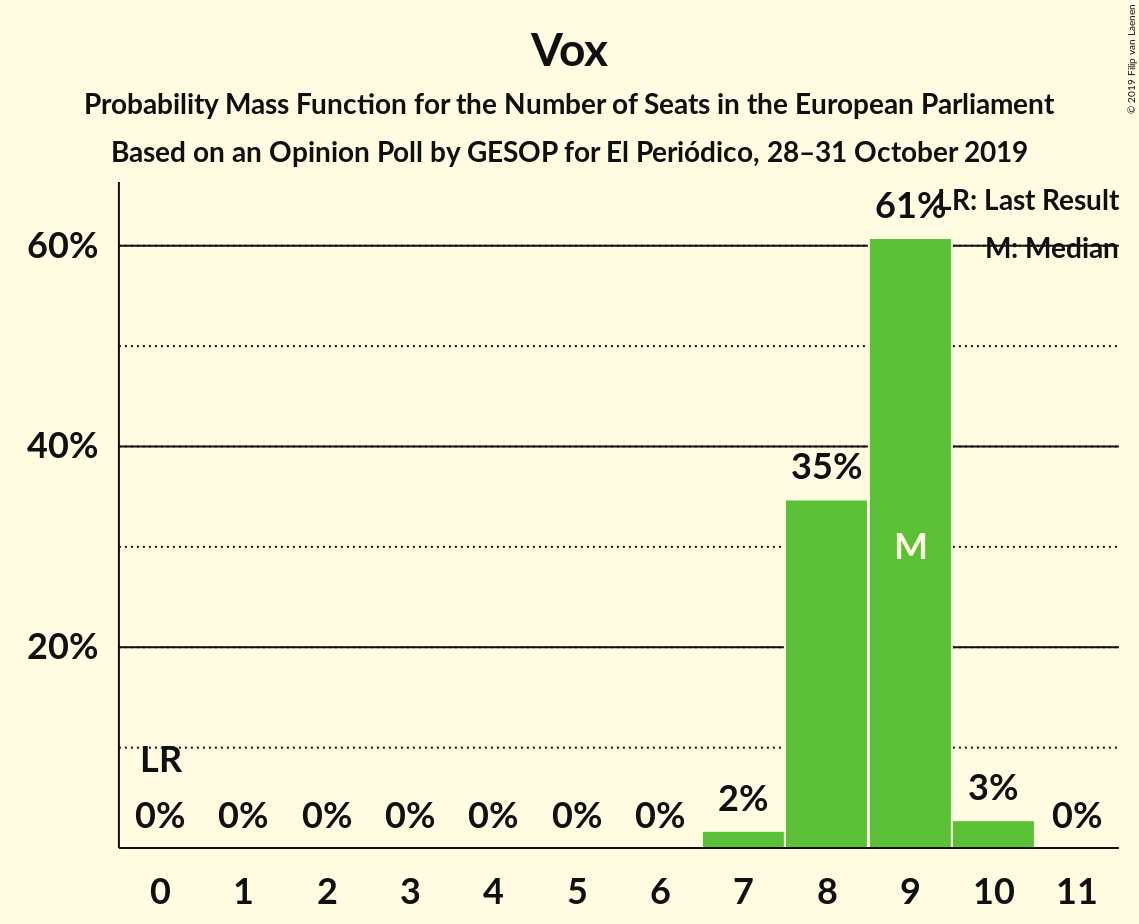 Vox
Probability Mass Function for the Number of Seats in the European Parliament
Based on an Opinion Poll by GESOP for El Periódico, 28–31 October 2019
© 2019 Filip van Laenen
LR: Last Result
M: Median
60%
40%
20%
61%
35%
M
LR
0% 0% 0% 0% 0% 0% 0% 2% 3% 0%
0 1 2 3 4 5 6 7 8 9 10 11